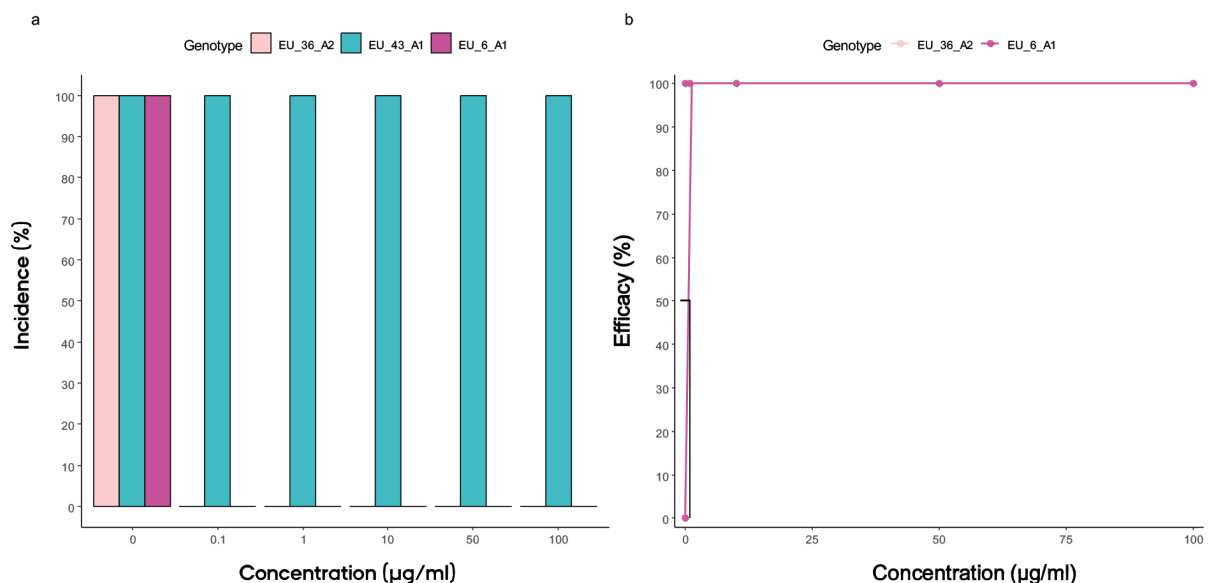 a
Genotype EU_36_A2 EU_43_A1 EU_6_A1
100
90
80
70
60
50
40
30
20
10
0
Incidence (%)
0 0.1 1 10 50 100
Concentration (µg/ml)
b
Genotype EU_36_A2 EU_6_A1
100
90
80
70
60
50
40
30
20
10
0
Efficacy (%)
0 25 50 75 100
Concentration (µg/ml)